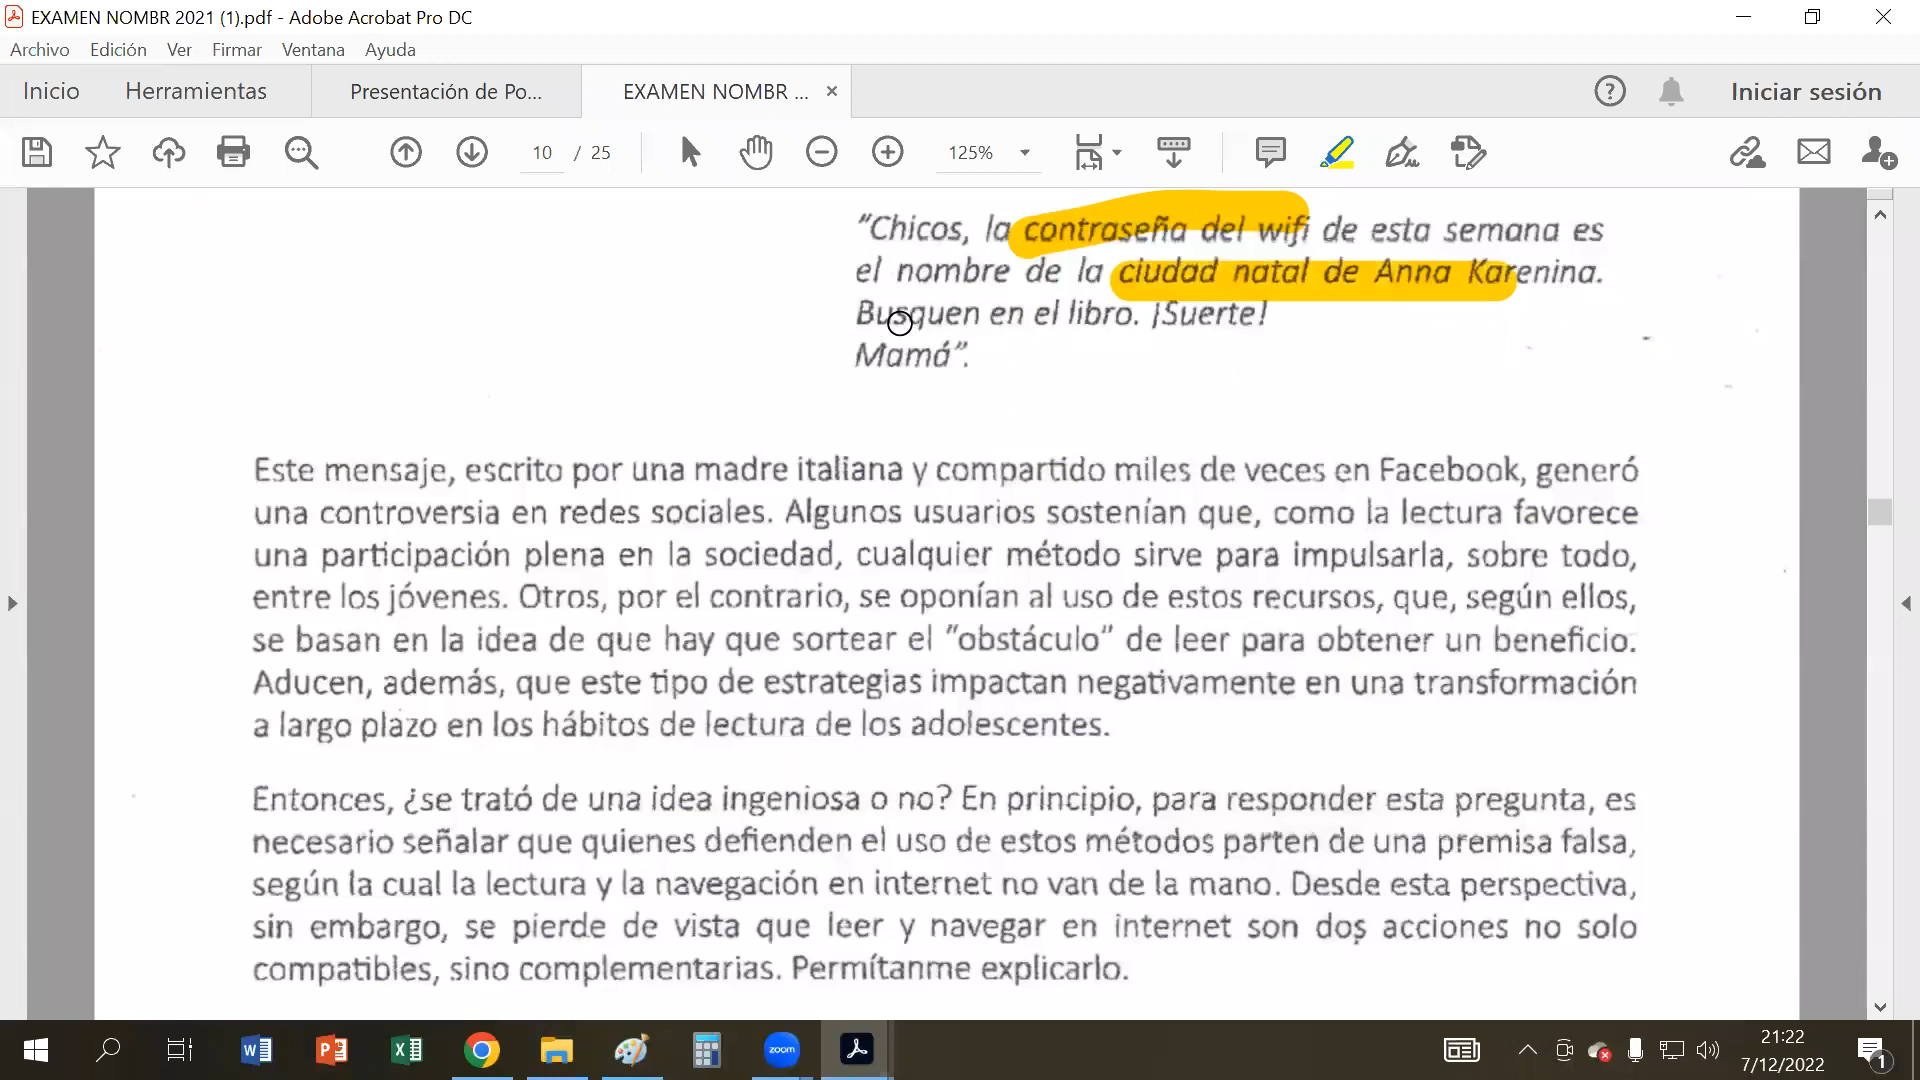 EXAMEN NOMBR 2021 (1).pdf - Adobe Acrobat Pro DC
Archivo Edición Ver Firmar Ventana Ayuda
Inicio Herramientas Presentación de Po... EXAMEN NOMBR ... × Iniciar sesión
10 / 25 125%
"Chicos, la contraseña del wifi de esta semana es
el nombre de la ciudad natal de Anna Karenina.
Busquen en el libro. ¡Suerte!
Mamá".
Este mensaje, escrito por una madre italiana y compartido miles de veces en Facebook, generó
una controversia en redes sociales. Algunos usuarios sostenían que, como la lectura favorece
una participación plena en la sociedad, cualquier método sirve para impulsarla, sobre todo,
entre los jóvenes. Otros, por el contrario, se oponían al uso de estos recursos, que, según ellos,
se basan en la idea de que hay que sortear el "obstáculo" de leer para obtener un beneficio.
Aducen, además, que este tipo de estrategias impactan negativamente en una transformación
a largo plazo en los hábitos de lectura de los adolescentes.
Entonces, ¿se trató de una idea ingeniosa o no? En principio, para responder esta pregunta, es
necesario señalar que quienes defienden el uso de estos métodos parten de una premisa falsa,
según la cual la lectura y la navegación en internet no van de la mano. Desde esta perspectiva,
sin embargo, se pierde de vista que leer y navegar en internet son dos acciones no solo
compatibles, sino complementarias. Permítanme explicarlo.
zoom
21:22
7/12/2022
1